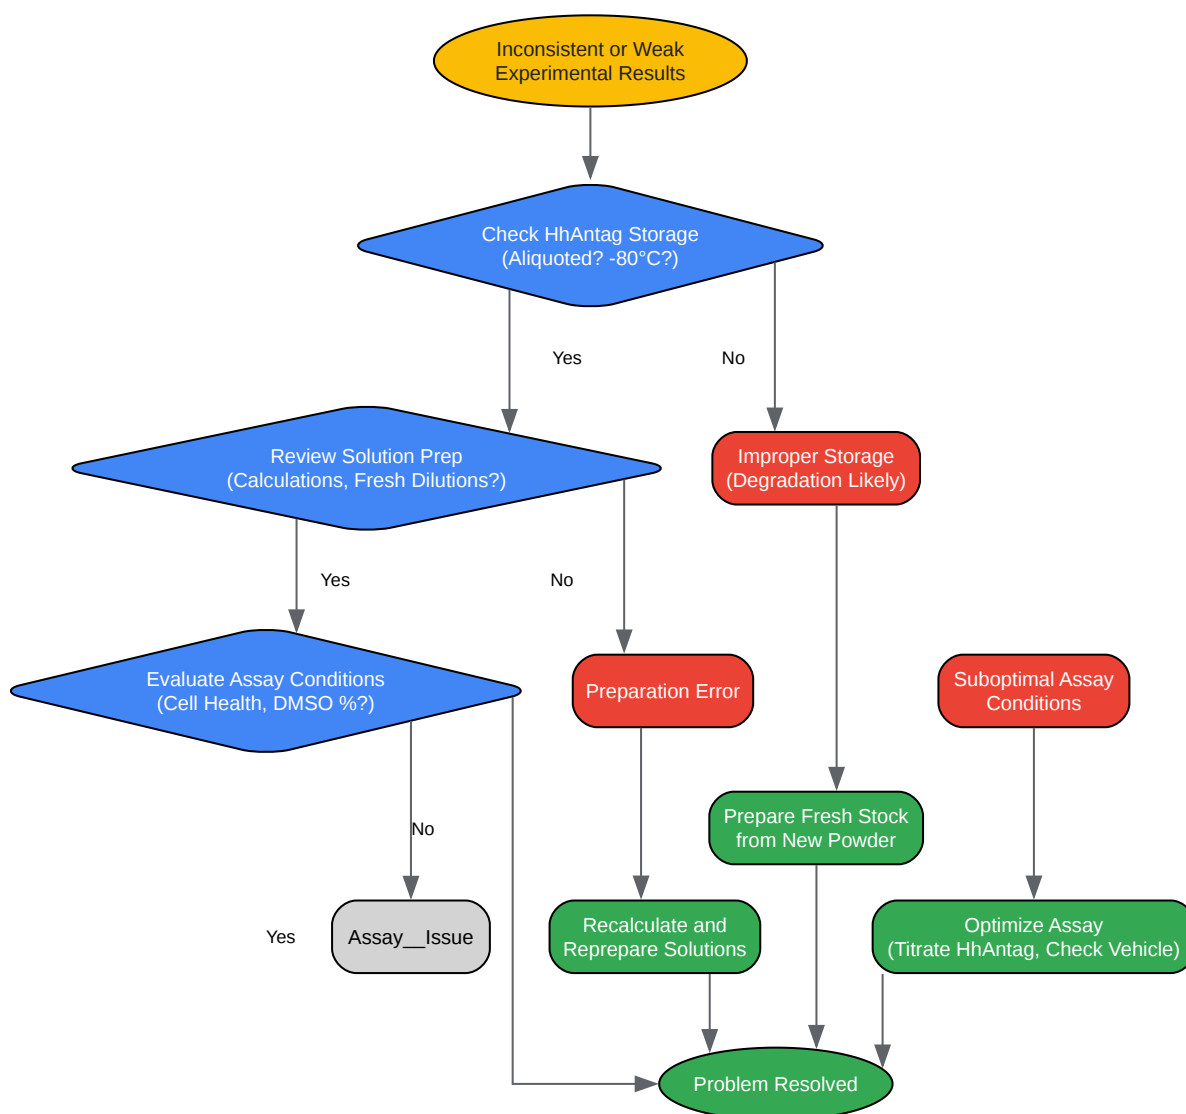 Inconsistent or Weak
Experimental Results
Check HhAntag Storage
(Aliquoted? -80°C?)
Yes
No
Review Solution Prep
(Calculations, Fresh Dilutions?)
Improper Storage
(Degradation Likely)
Yes
No
Evaluate Assay Conditions
(Cell Health, DMSO %?)
Preparation Error
Suboptimal Assay
Conditions
No
Prepare Fresh Stock
from New Powder
Yes
Assay__Issue
Recalculate and
Reprepare Solutions
Optimize Assay
(Titrate HhAntag, Check Vehicle)
Problem Resolved